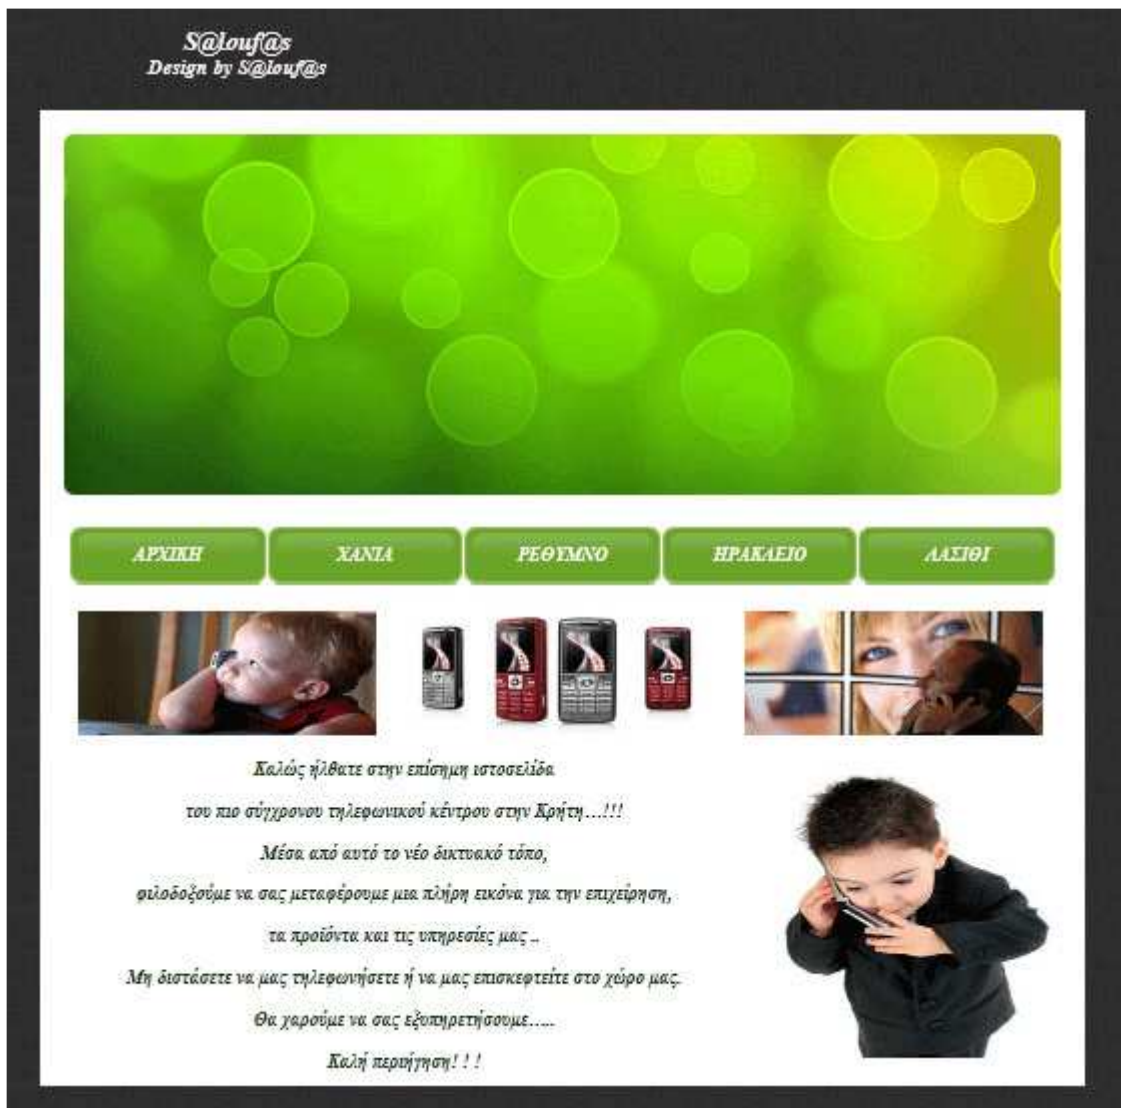 S@louf@s
Design by S@louf@s
ΑΡΧΙΚΗ ΧΑΝΙΑ ΡΕΘΥΜΝΟ ΗΡΑΚΛΕΙΟ ΛΑΣΙΘΙ
Καλώς ήλθατε στην επίσημη ιστοσελίδα
του πιο σύγχρονου τηλεφωνικού κέντρου στην Κρήτη...!!!
Μέσα από αυτό το νέο δικτυακό τόπο,
φιλοδοξούμε να σας μεταφέρουμε μια πλήρη εικόνα για την επιχείρηση,
τα προϊόντα και τις υπηρεσίες μας ..
Μη διστάσετε να μας τηλεφωνήσετε ή να μας επισκεφτείτε στο χώρο μας.
Θα χαρούμε να σας εξυπηρετήσουμε.....
Καλή περιήγηση! ! !